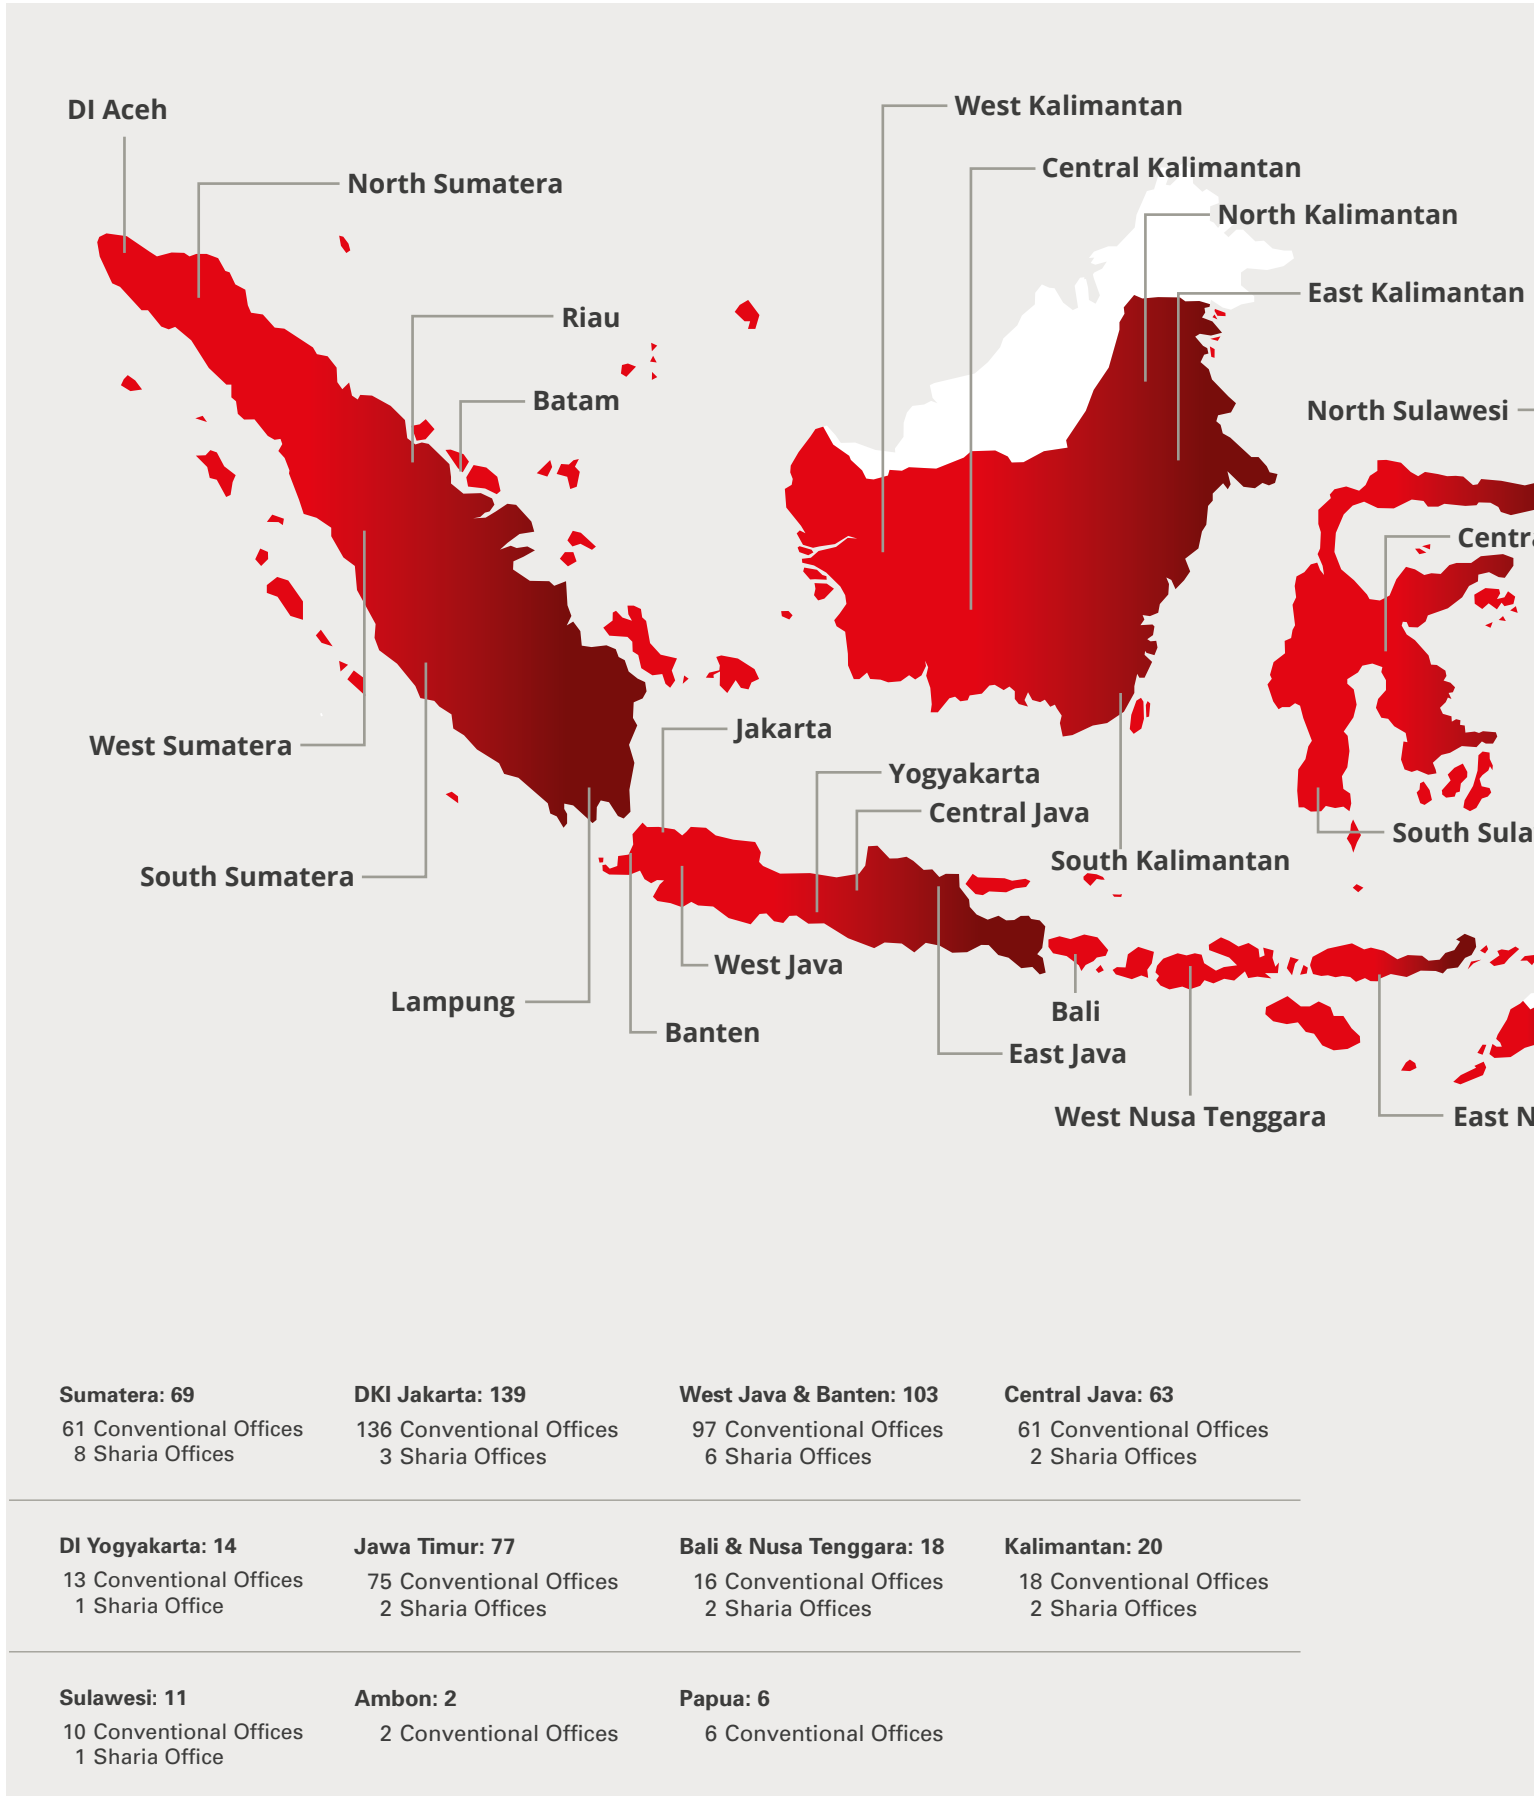 DI Aceh
West Kalimantan
Central Kalimantan
North Sumatera
North Kalimantan
East Kalimantan
Riau
Batam
North Sulawesi
Centr
West Sumatera
Jakarta
Yogyakarta
Central Java
South Sula
South Kalimantan
South Sumatera
West Java
Lampung
Bali
Banten
East Java
West Nusa Tenggara
East N
Sumatera: 69
61 Conventional Offices
8 Sharia Offices
DKI Jakarta: 139
136 Conventional Offices
3 Sharia Offices
West Java & Banten: 103
97 Conventional Offices
6 Sharia Offices
Central Java: 63
61 Conventional Offices
2 Sharia Offices
DI Yogyakarta: 14
13 Conventional Offices
1 Sharia Office
Jawa Timur: 77
75 Conventional Offices
2 Sharia Offices
Bali & Nusa Tenggara: 18
16 Conventional Offices
2 Sharia Offices
Kalimantan: 20
18 Conventional Offices
2 Sharia Offices
Sulawesi: 11
10 Conventional Offices
1 Sharia Office
Ambon: 2
2 Conventional Offices
Papua: 6
6 Conventional Offices